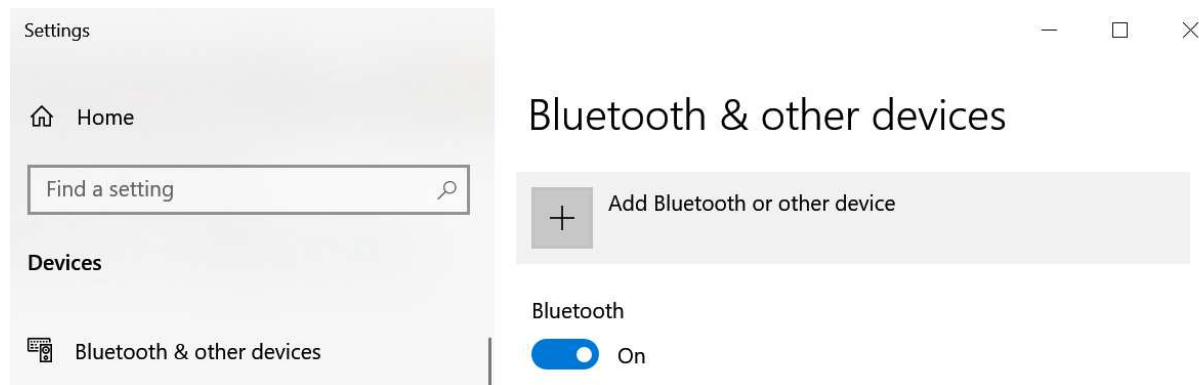 Settings
Home
Find a setting
Devices
Bluetooth & other devices
Bluetooth & other devices
Add Bluetooth or other device
Bluetooth
On